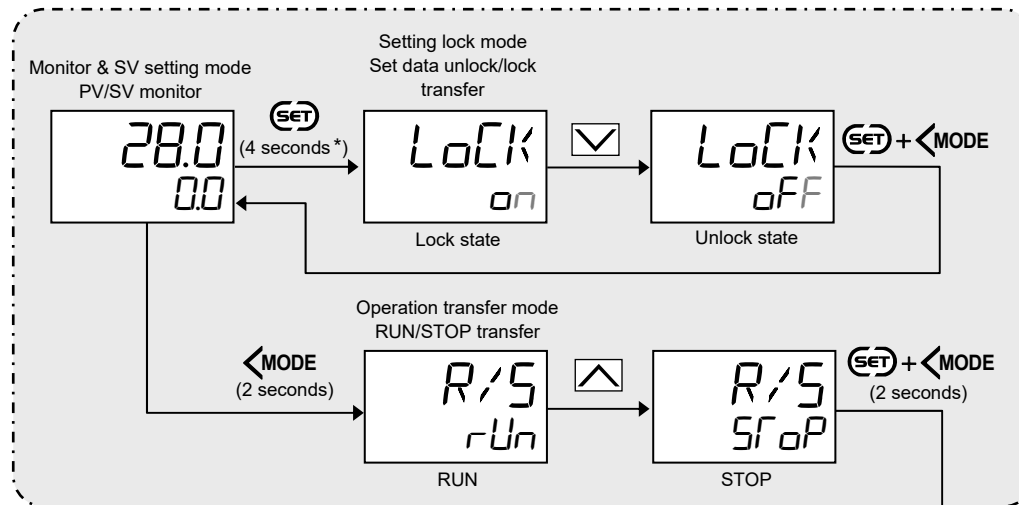 Setting lock mode
Set data unlock/lock
transfer
Monitor & SV setting mode
PV/SV monitor
28.0
0.0
SET
(4 seconds*)
LoCK
on
Lock state
LoCK
oFF
Unlock state
SET + <MODE
Operation transfer mode
RUN/STOP transfer
<MODE
(2 seconds)
R/S
rUn
RUN
R/S
SToP
STOP
SET + <MODE
(2 seconds)